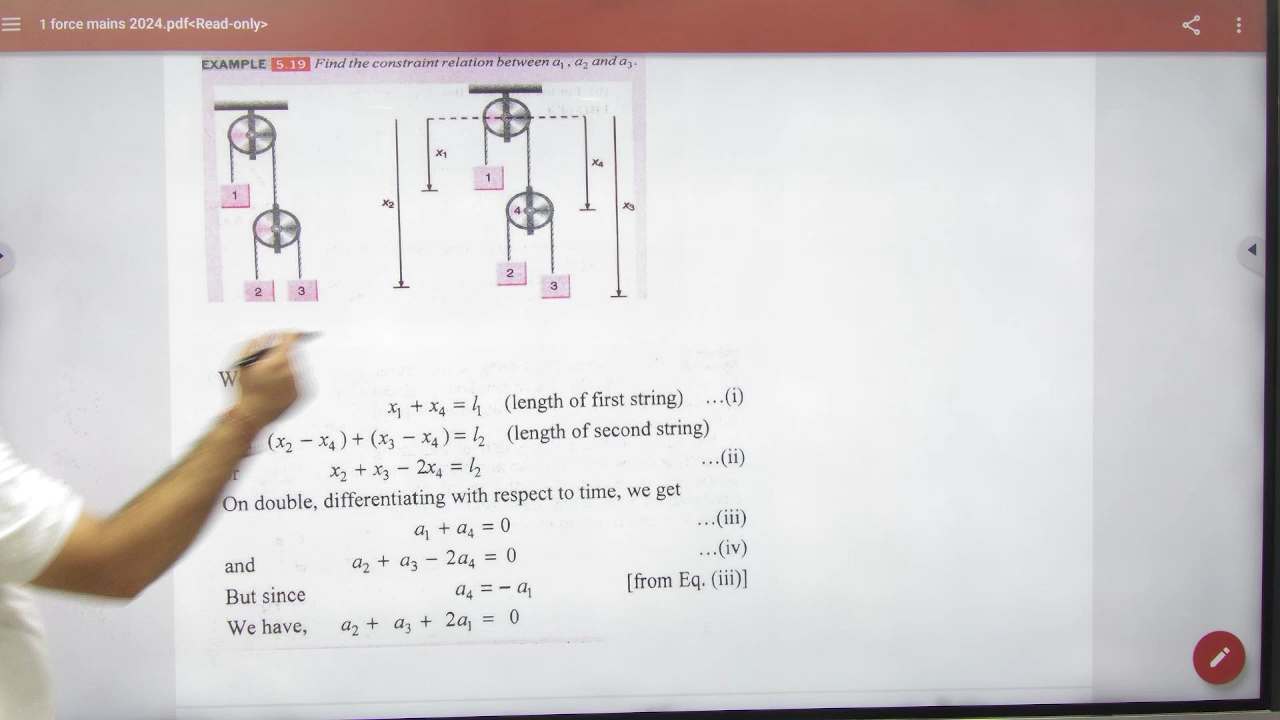 1 force mains 2024.pdf<Read-only>
EXAMPLE 5.19 Find the constraint relation between a₁, a₂ and a₃.
1
2 3
x₂
x₁
1
4
2
3
x₄
x₃
W
x₁ + x₄ = l₁ (length of first string) ...(i)
(x₂ − x₄) + (x₃ − x₄) = l₂ (length of second string)
r x₂ + x₃ − 2x₄ = l₂ ...(ii)
On double, differentiating with respect to time, we get
a₁ + a₄ = 0 ...(iii)
and a₂ + a₃ − 2a₄ = 0 ...(iv)
But since a₄ = − a₁ [from Eq. (iii)]
We have, a₂ + a₃ + 2a₁ = 0